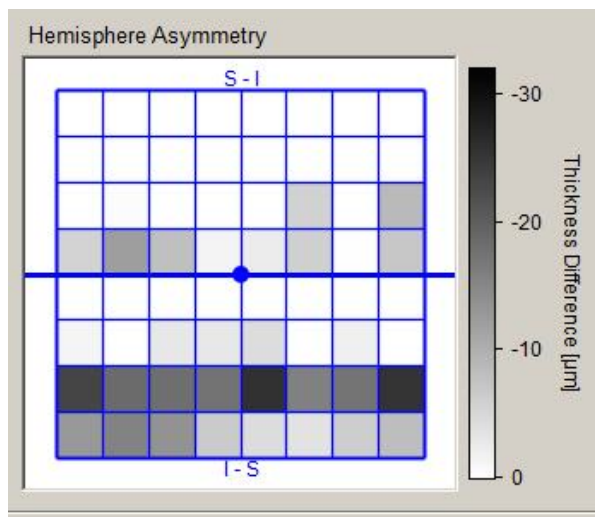 Hemisphere Asymmetry
S - I
I - S
-30
-20
-10
0
Thickness Difference [µm]